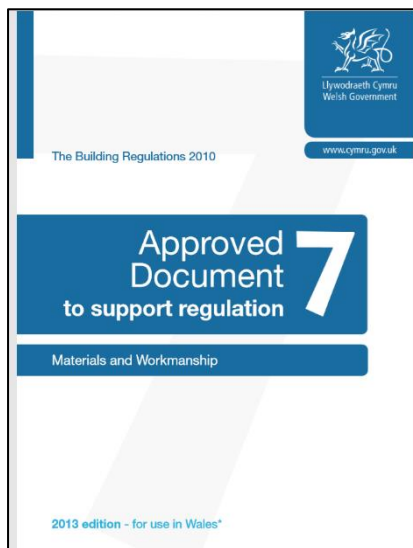 Llywodraeth Cymru
Welsh Government
www.cymru.gov.uk
The Building Regulations 2010
Approved
Document
to support regulation
7
Materials and Workmanship
2013 edition - for use in Wales*